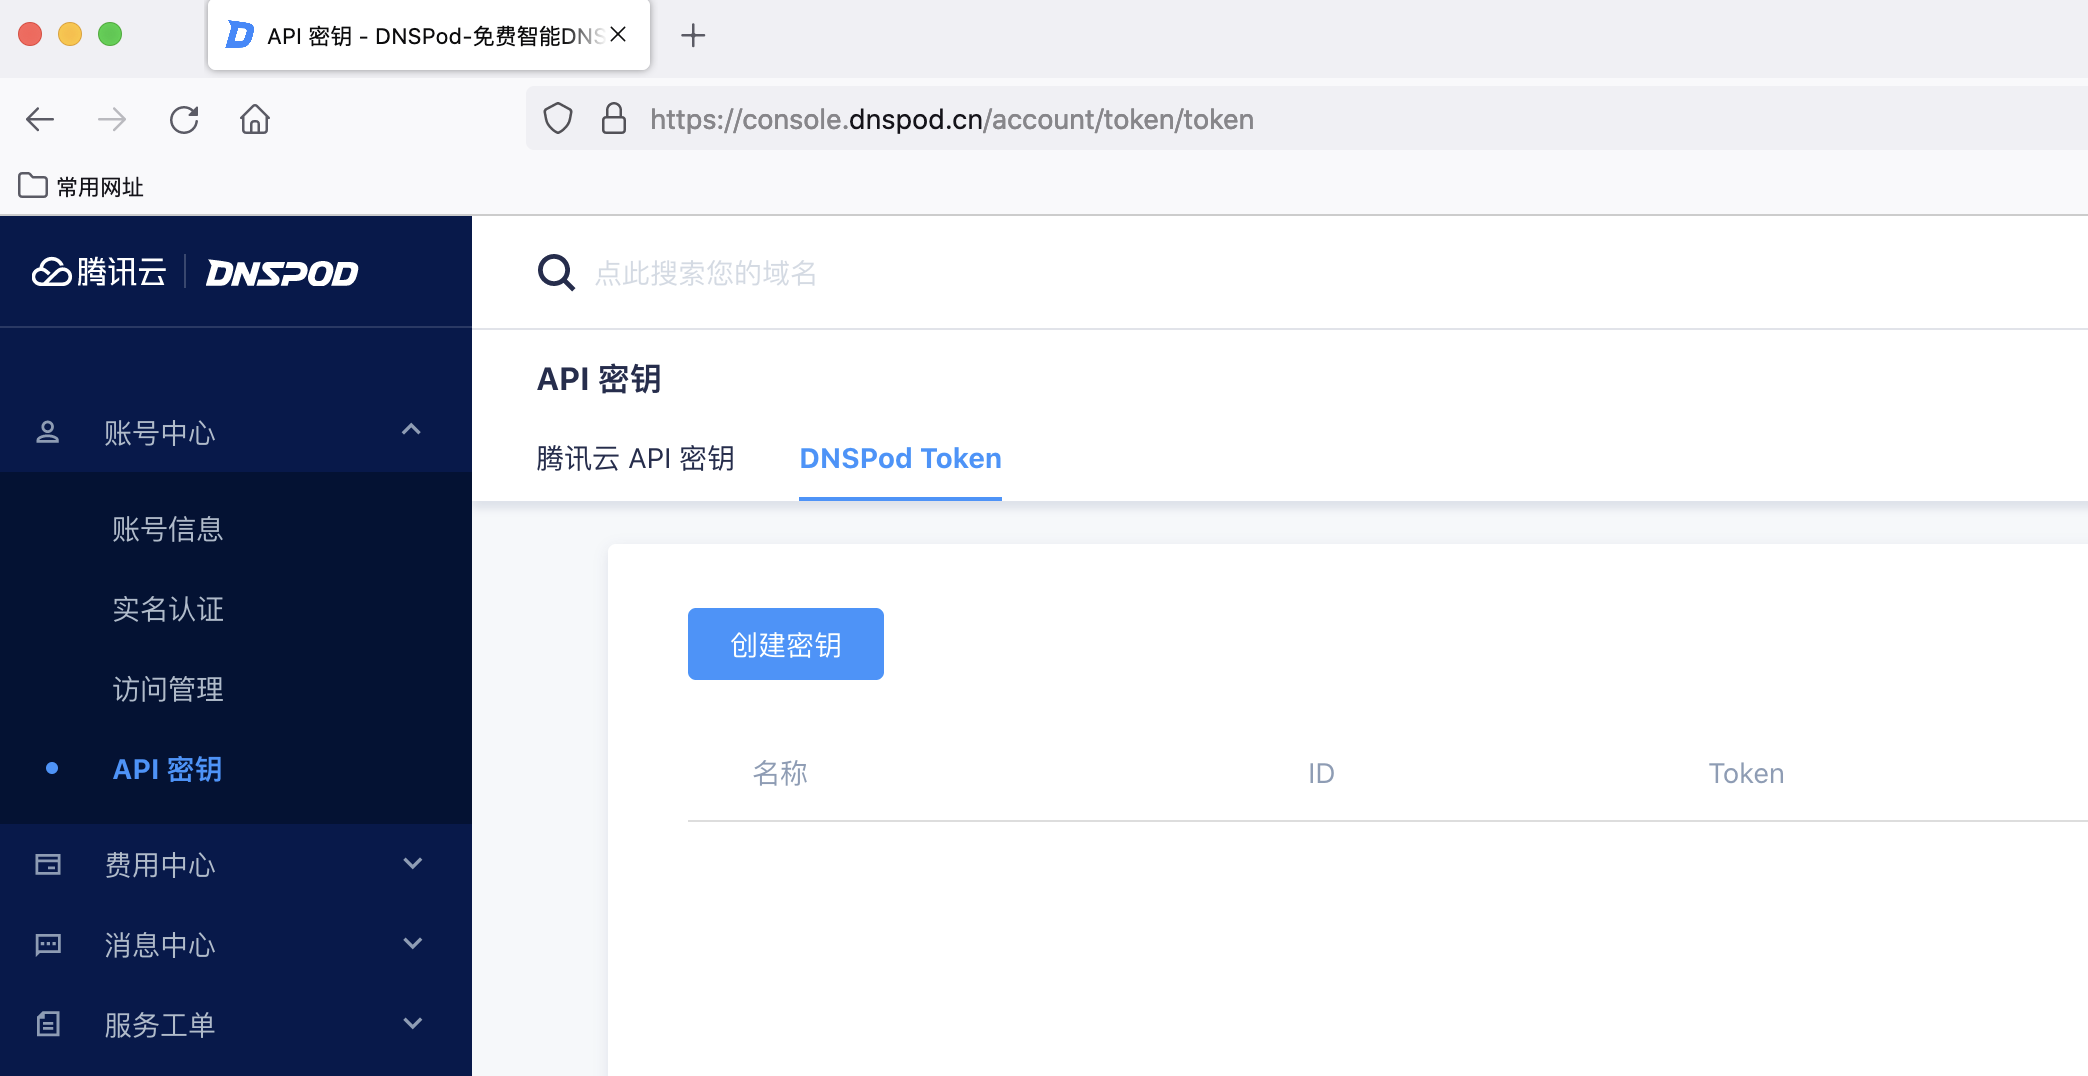 API 密钥 - DNSPod-免费智能DNS
https://console.dnspod.cn/account/token/token
常用网址
腾讯云 DNSPOD
点此搜索您的域名
API 密钥
腾讯云 API 密钥 DNSPod Token
账号中心
账号信息
实名认证
访问管理
API 密钥
费用中心
消息中心
服务工单
创建密钥
名称 ID Token